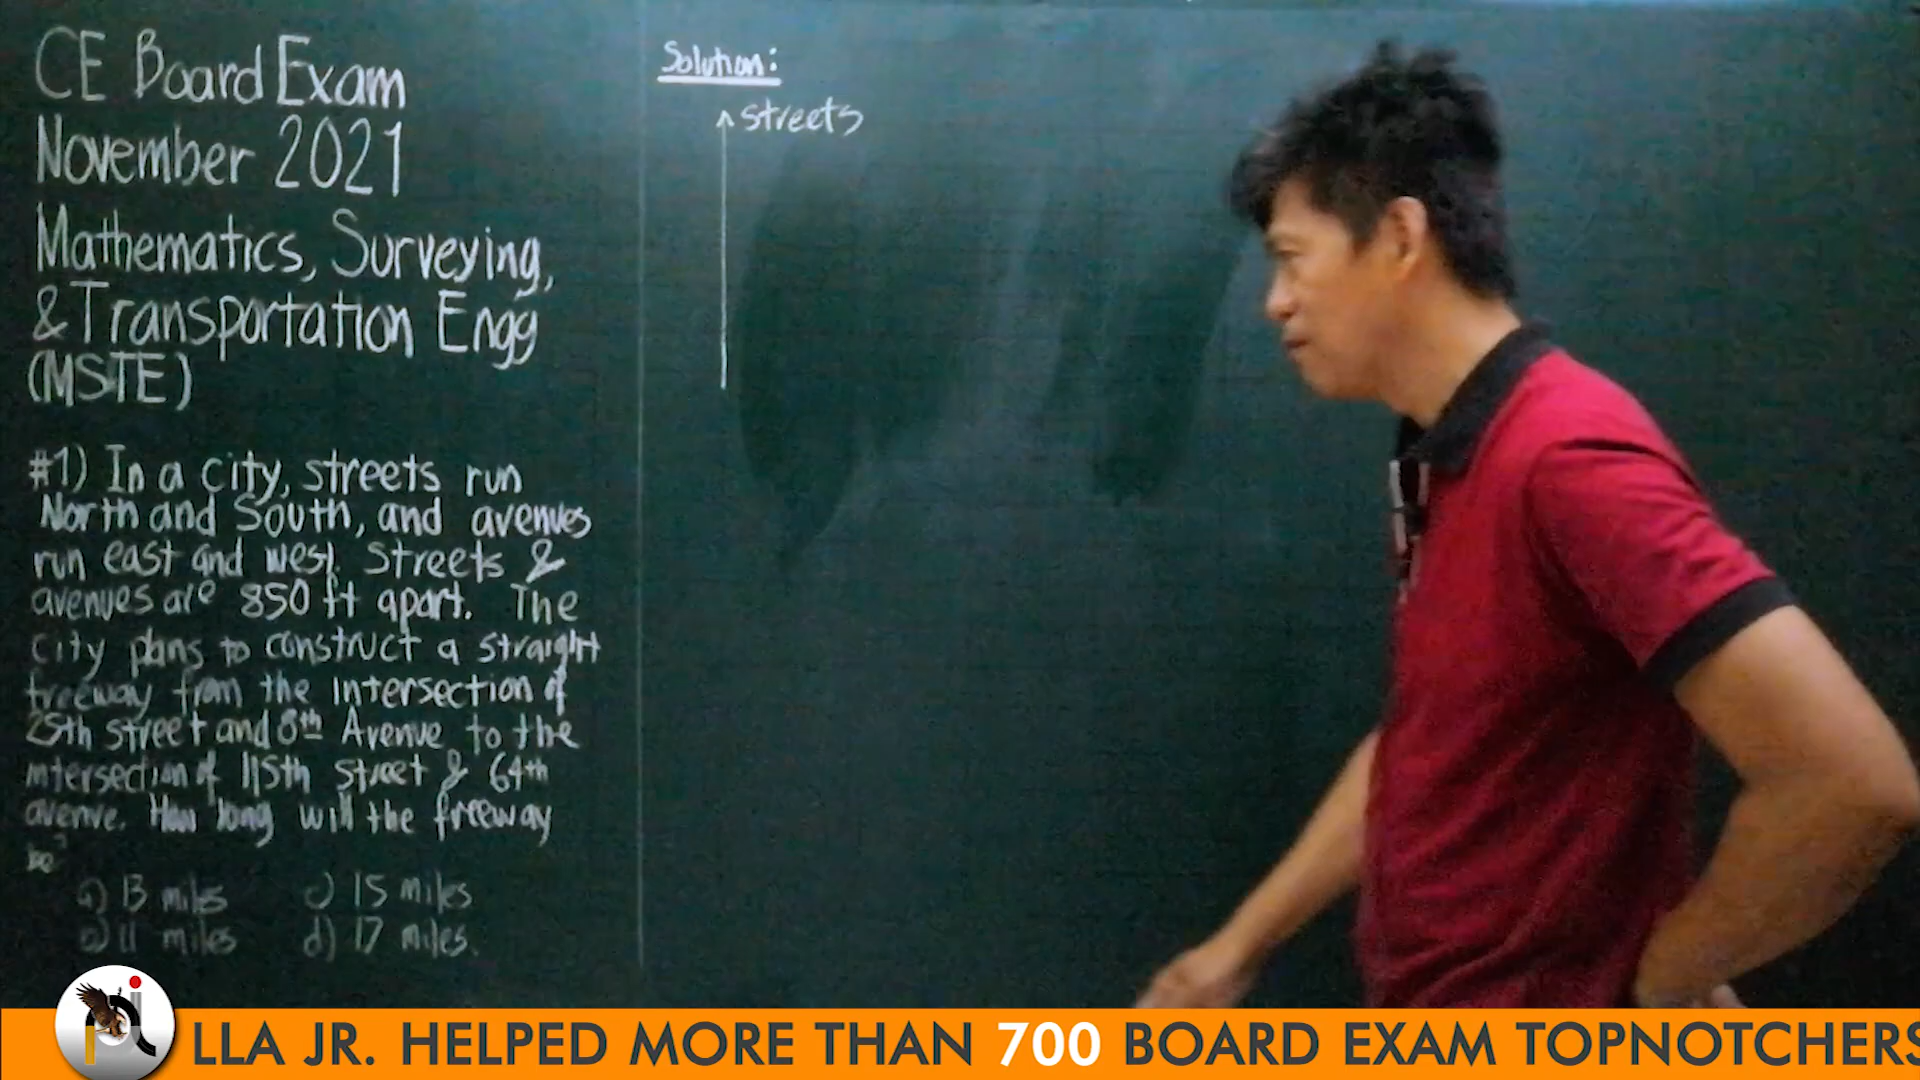 CE Board Exam
November 2021
Mathematics, Surveying,
& Transportation Engg
(MSTE)
#1) In a city, streets run
North and South, and avenues
run east and west. Streets &
avenues are 850 ft apart. The
city plans to construct a straight
freeway from the intersection of
25th street and 8th Avenue to the
intersection of 115th Street & 64th
avenue. How long will the freeway
be?
a) 13 miles c) 15 miles
b) 11 miles d) 17 miles.
Solution:
streets
LLA JR. HELPED MORE THAN 700 BOARD EXAM TOPNOTCHERS